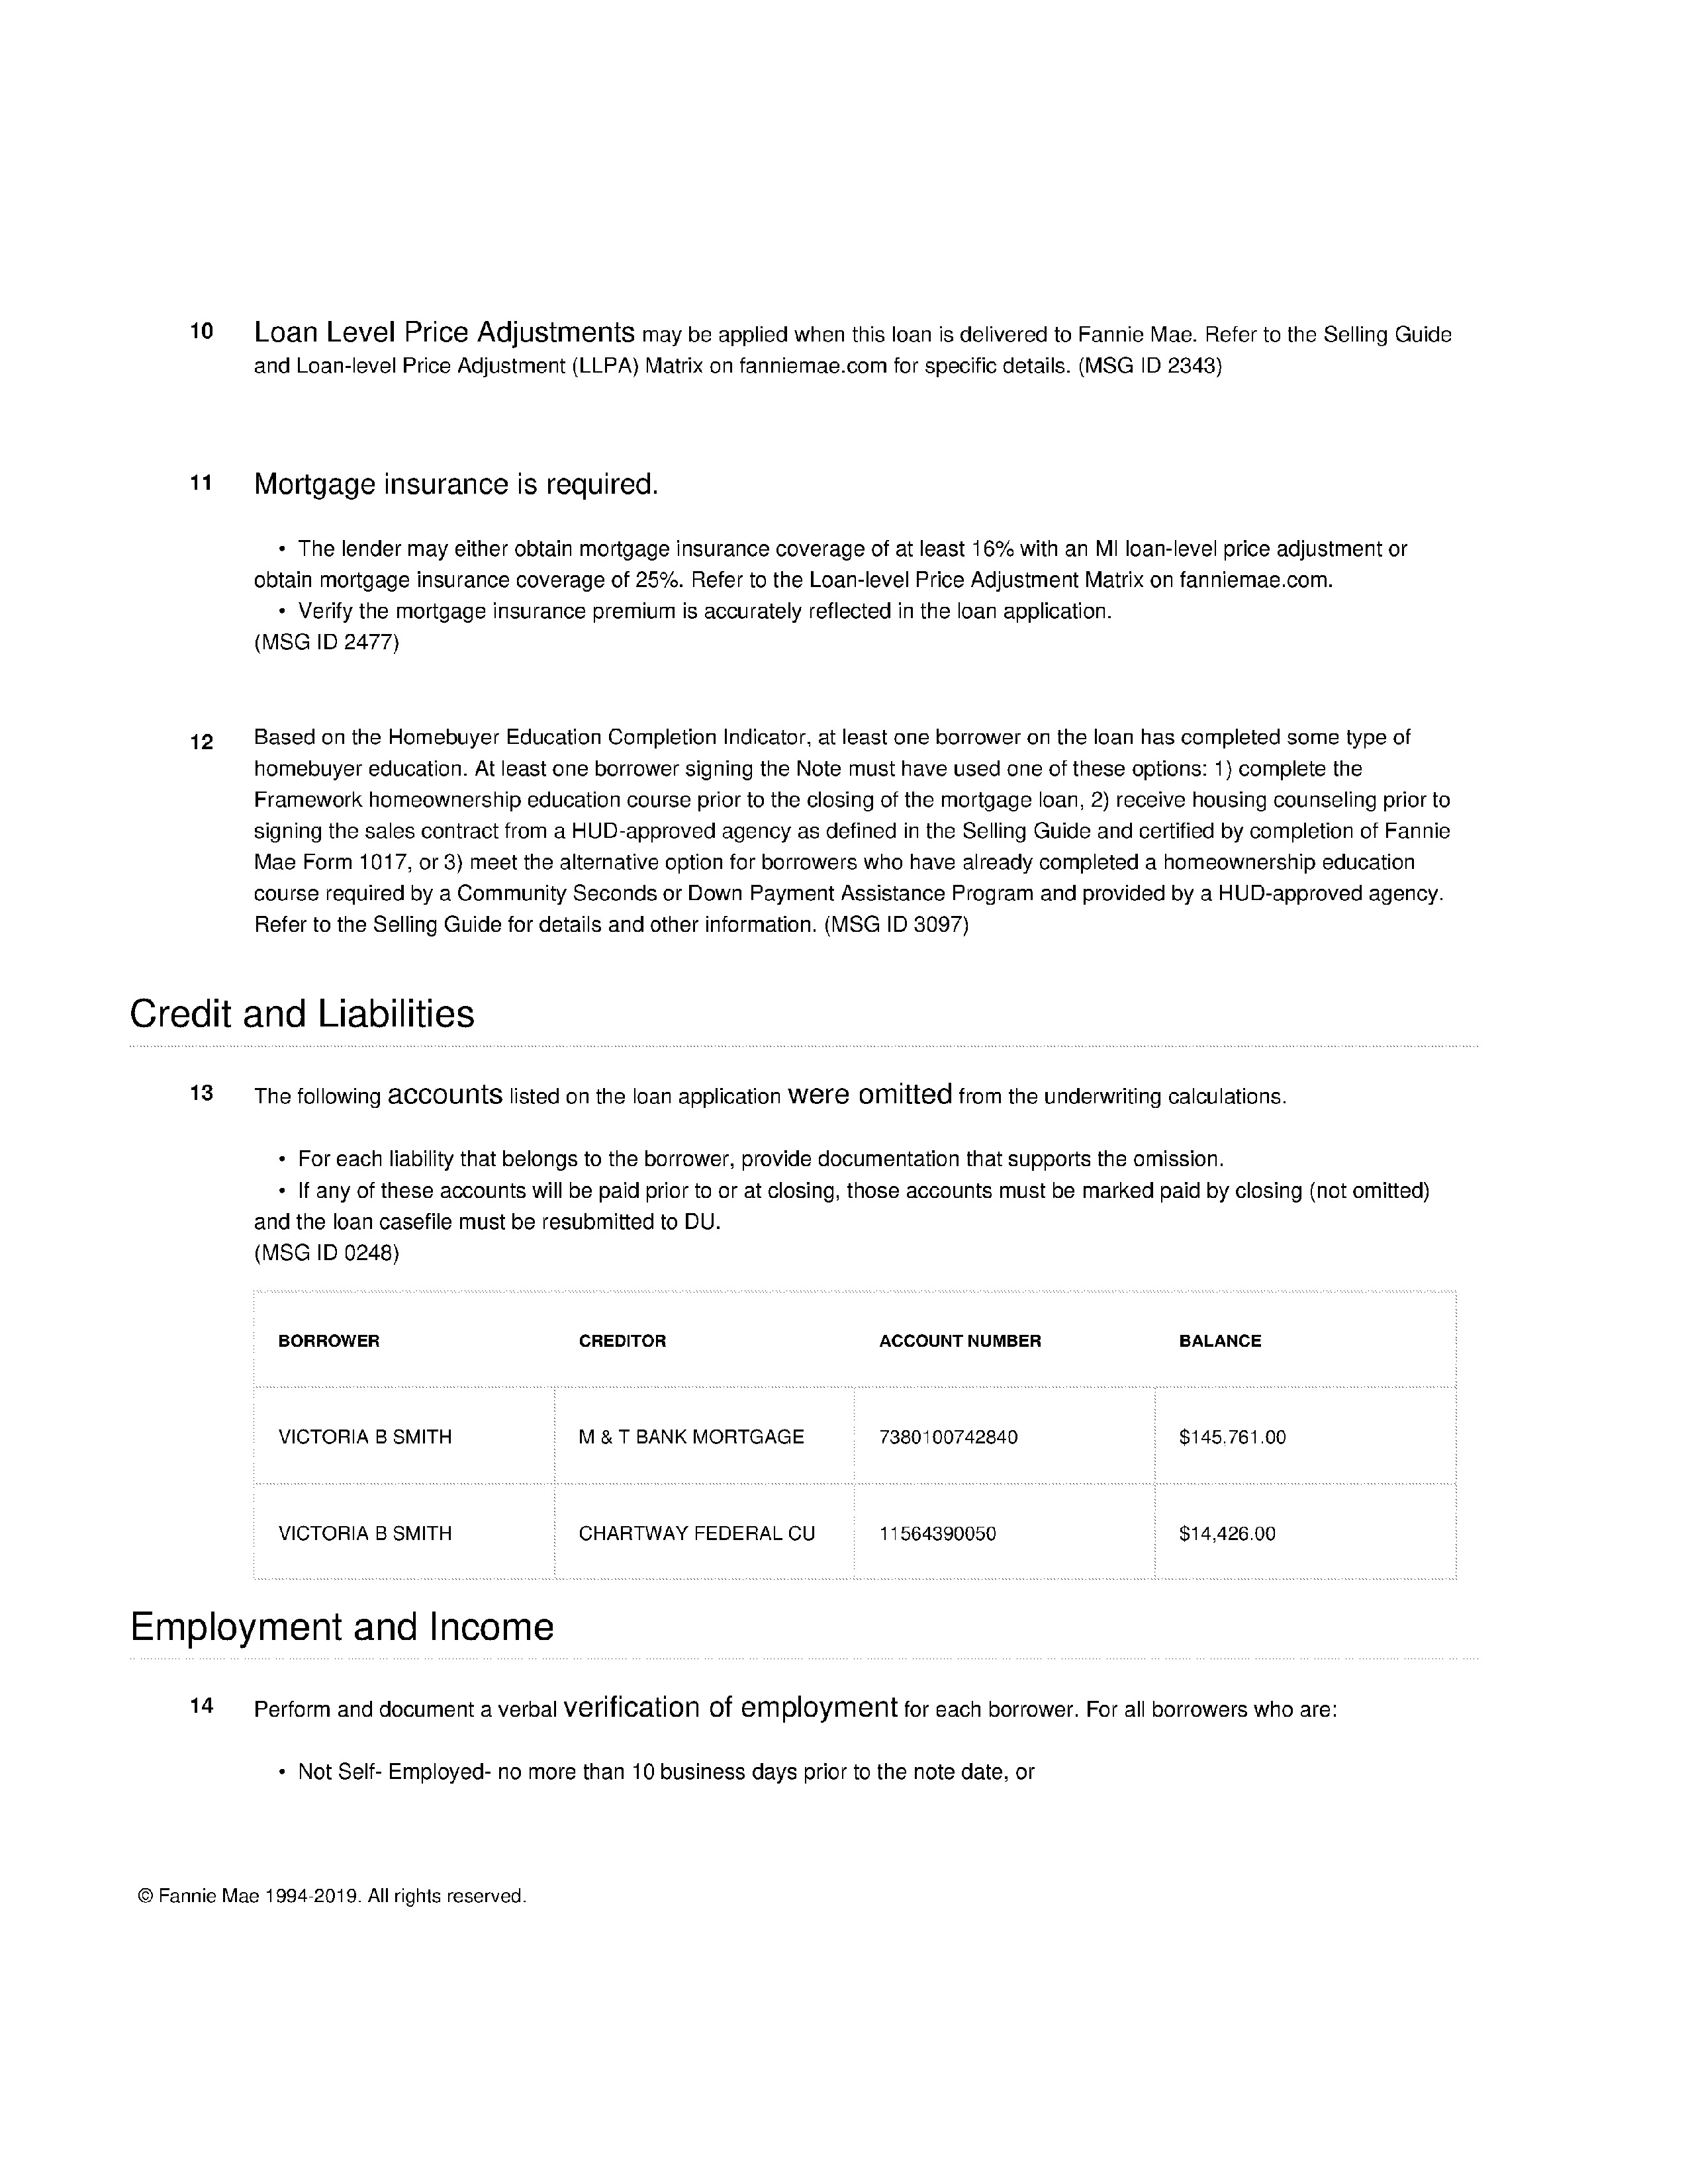 10 Loan Level Price Adjustments may be applied when this loan is delivered to Fannie Mae. Refer to the Selling Guide
and Loan-level Price Adjustment (LLPA) Matrix on fanniemae.com for specific details. (MSG ID 2343)
11 Mortgage insurance is required.
• The lender may either obtain mortgage insurance coverage of at least 16% with an MI loan-level price adjustment or
obtain mortgage insurance coverage of 25%. Refer to the Loan-level Price Adjustment Matrix on fanniemae.com.
• Verify the mortgage insurance premium is accurately reflected in the loan application.
(MSG ID 2477)
12 Based on the Homebuyer Education Completion Indicator, at least one borrower on the loan has completed some type of
homebuyer education. At least one borrower signing the Note must have used one of these options: 1) complete the
Framework homeownership education course prior to the closing of the mortgage loan, 2) receive housing counseling prior to
signing the sales contract from a HUD-approved agency as defined in the Selling Guide and certified by completion of Fannie
Mae Form 1017, or 3) meet the alternative option for borrowers who have already completed a homeownership education
course required by a Community Seconds or Down Payment Assistance Program and provided by a HUD-approved agency.
Refer to the Selling Guide for details and other information. (MSG ID 3097)
Credit and Liabilities
13 The following accounts listed on the loan application were omitted from the underwriting calculations.
• For each liability that belongs to the borrower, provide documentation that supports the omission.
• If any of these accounts will be paid prior to or at closing, those accounts must be marked paid by closing (not omitted)
and the loan casefile must be resubmitted to DU.
(MSG ID 0248)
BORROWER CREDITOR ACCOUNT NUMBER BALANCE
VICTORIA B SMITH M & T BANK MORTGAGE 7380100742840 $145,761.00
VICTORIA B SMITH CHARTWAY FEDERAL CU 11564390050 $14,426.00
Employment and Income
14 Perform and document a verbal verification of employment for each borrower. For all borrowers who are:
• Not Self- Employed- no more than 10 business days prior to the note date, or
© Fannie Mae 1994-2019. All rights reserved.